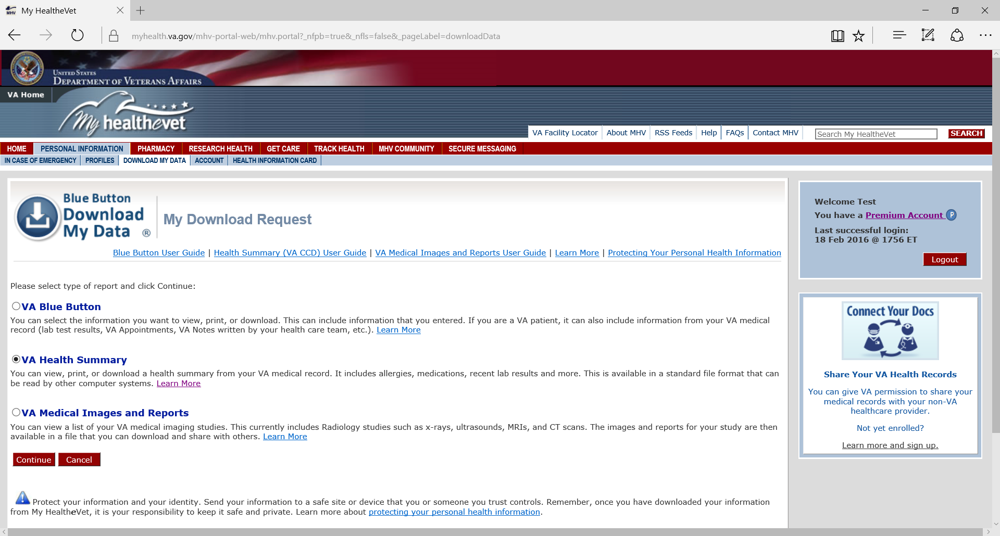 My HealtheVet
myhealth.va.gov/mhv-portal-web/mhv.portal?_nfpb=true&_nfls=false&_pageLabel=downloadData
UNITED STATES
DEPARTMENT OF VETERANS AFFAIRS
VA Home
My healthevet
VA Facility Locator About MHV RSS Feeds Help FAQs Contact MHV Search My HealtheVet SEARCH
HOME PERSONAL INFORMATION PHARMACY RESEARCH HEALTH GET CARE TRACK HEALTH MHV COMMUNITY SECURE MESSAGING
IN CASE OF EMERGENCY PROFILES DOWNLOAD MY DATA ACCOUNT HEALTH INFORMATION CARD
Blue Button
Download
My Data ®
My Download Request
Blue Button User Guide | Health Summary (VA CCD) User Guide | VA Medical Images and Reports User Guide | Learn More | Protecting Your Personal Health Information
Please select type of report and click Continue:
VA Blue Button
You can select the information you want to view, print, or download. This can include information that you entered. If you are a VA patient, it can also include information from your VA medical
record (lab test results, VA Appointments, VA Notes written by your health care team, etc.). Learn More
VA Health Summary
You can view, print, or download a health summary from your VA medical record. It includes allergies, medications, recent lab results and more. This is available in a standard file format that can
be read by other computer systems. Learn More
VA Medical Images and Reports
You can view a list of your VA medical imaging studies. This currently includes Radiology studies such as x-rays, ultrasounds, MRIs, and CT scans. The images and reports for your study are then
available in a file that you can download and share with others. Learn More
Continue Cancel
Protect your information and your identity. Send your information to a safe site or device that you or someone you trust controls. Remember, once you have downloaded your information
from My HealtheVet, it is your responsibility to keep it safe and private. Learn more about protecting your personal health information.
Welcome Test
You have a Premium Account P
Last successful login:
18 Feb 2016 @ 1756 ET
Logout
Connect Your Docs
Share Your VA Health Records
You can give VA permission to share your
medical records with your non-VA
healthcare provider.
Not yet enrolled?
Learn more and sign up.